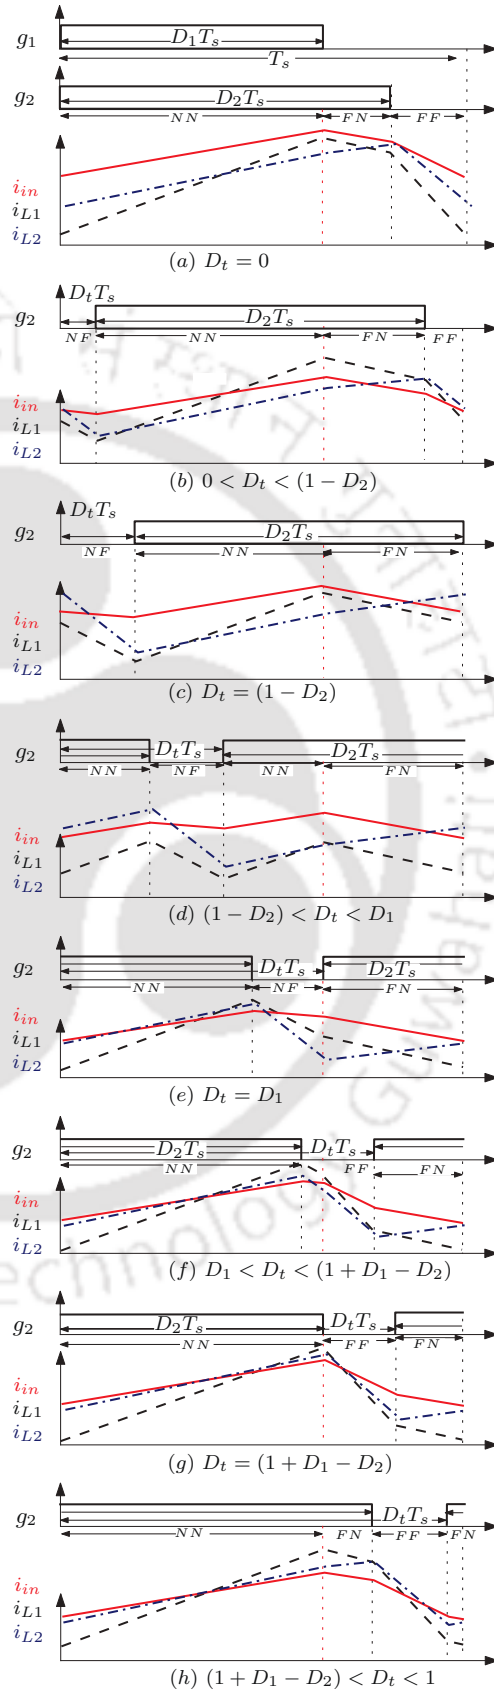 g1 D1Ts
Ts
g2 D2Ts
NN FN FF
iin
iL1
iL2
(a) Dt = 0
DtTs
g2 D2Ts
NF NN FN FF
iin
iL1
iL2
(b) 0 < Dt < (1 − D2)
DtTs
g2 D2Ts
NF NN FN
iin
iL1
iL2
(c) Dt = (1 − D2)
g2 DtTs D2Ts
NN NF NN FN
iin
iL1
iL2
(d) (1 − D2) < Dt < D1
g2 DtTs D2Ts
NN NF FN
iin
iL1
iL2
(e) Dt = D1
g2 D2Ts DtTs
NN FF FN
iin
iL1
iL2
(f) D1 < Dt < (1 + D1 − D2)
g2 D2Ts DtTs
NN FF FN
iin
iL1
iL2
(g) Dt = (1 + D1 − D2)
g2 DtTs
NN FN FF FN
iin
iL1
iL2
(h) (1 + D1 − D2) < Dt < 1